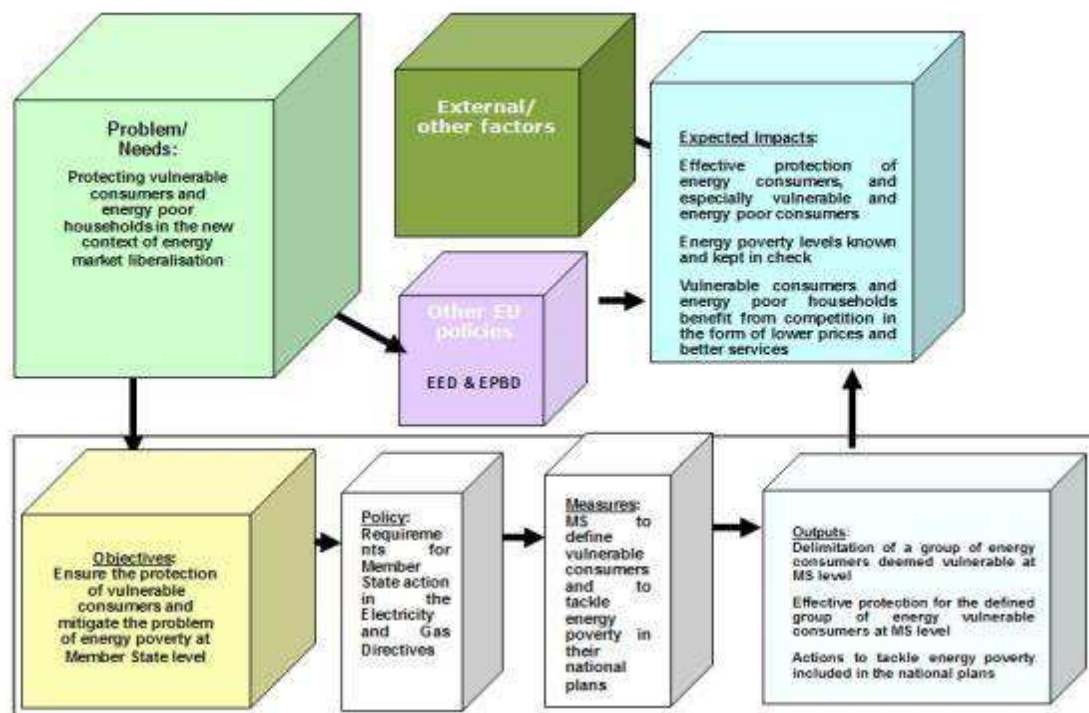 Problem/
Needs:
Protecting vulnerable
consumers and
energy poor
households in the new
context of energy
market liberalisation
External/
other factors
Expected Impacts:
Effective protection of
energy consumers, and
especially vulnerable and
energy poor consumers
Energy poverty levels known
and kept in check
Vulnerable consumers and
energy poor households
benefit from competition in
the form of lower prices and
better services
Other EU
policies
EED & EPBD
Objectives:
Ensure the protection
of vulnerable
consumers and
mitigate the problem
of energy poverty at
Member State level
Policy:
Requireme
nts for
Member
State action
in the
Electricity
and Gas
Directives
Measures:
MS to
define
vulnerable
consumers
and to
tackle
energy
poverty in
their
national
plans
Outputs:
Delimitation of a group of energy
consumers deemed vulnerable at
MS level
Effective protection for the defined
group of energy vulnerable
consumers at MS level
Actions to tackle energy poverty
included in the national plans